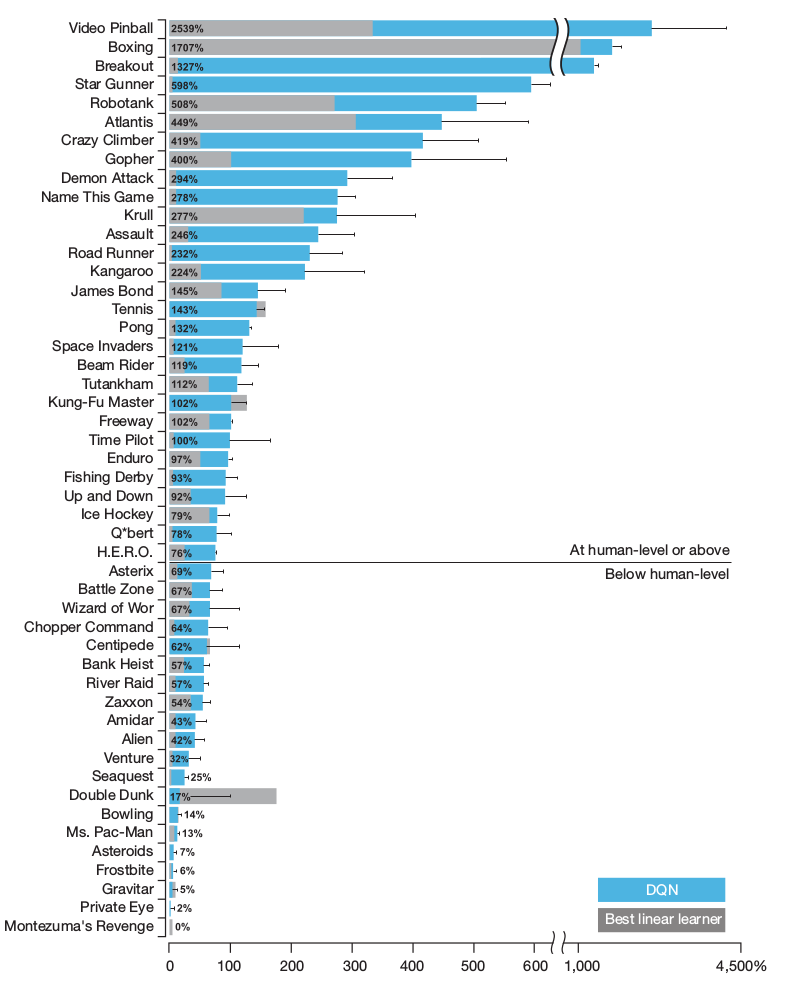 Video Pinball 2539%
Boxing 1707%
Breakout 1327%
Star Gunner 598%
Robotank 508%
Atlantis 449%
Crazy Climber 419%
Gopher 400%
Demon Attack 294%
Name This Game 278%
Krull 277%
Assault 246%
Road Runner 232%
Kangaroo 224%
James Bond 145%
Tennis 143%
Pong 132%
Space Invaders 121%
Beam Rider 119%
Tutankham 112%
Kung-Fu Master 102%
Freeway 102%
Time Pilot 100%
Enduro 97%
Fishing Derby 93%
Up and Down 92%
Ice Hockey 79%
Q*bert 78%
H.E.R.O. 76%
At human-level or above
Asterix 69%
Below human-level
Battle Zone 67%
Wizard of Wor 67%
Chopper Command 64%
Centipede 62%
Bank Heist 57%
River Raid 57%
Zaxxon 54%
Amidar 43%
Alien 42%
Venture 32%
Seaquest 25%
Double Dunk 17%
Bowling 14%
Ms. Pac-Man 13%
Asteroids 7%
Frostbite 6%
Gravitar 5%
Private Eye 2%
Montezuma's Revenge 0%
DQN
Best linear learner
0 100 200 300 400 500 600 1,000 4,500%